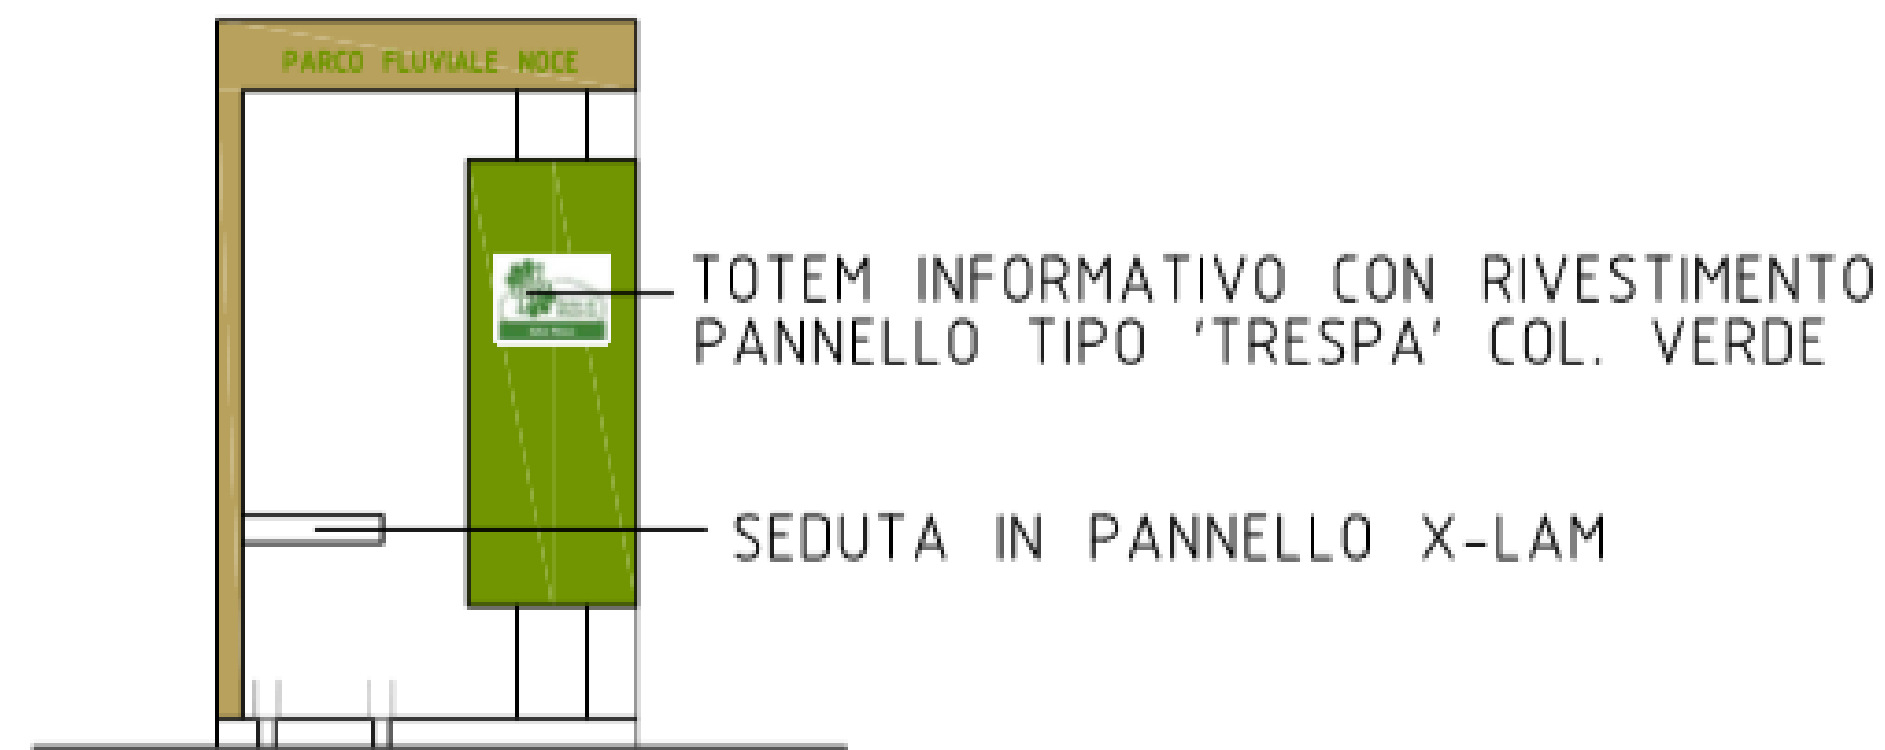 PARCO FLUVIALE NOCE
TOTEM INFORMATIVO CON RIVESTIMENTO
PANNELLO TIPO 'TRESPA' COL. VERDE
SEDUTA IN PANNELLO X-LAM